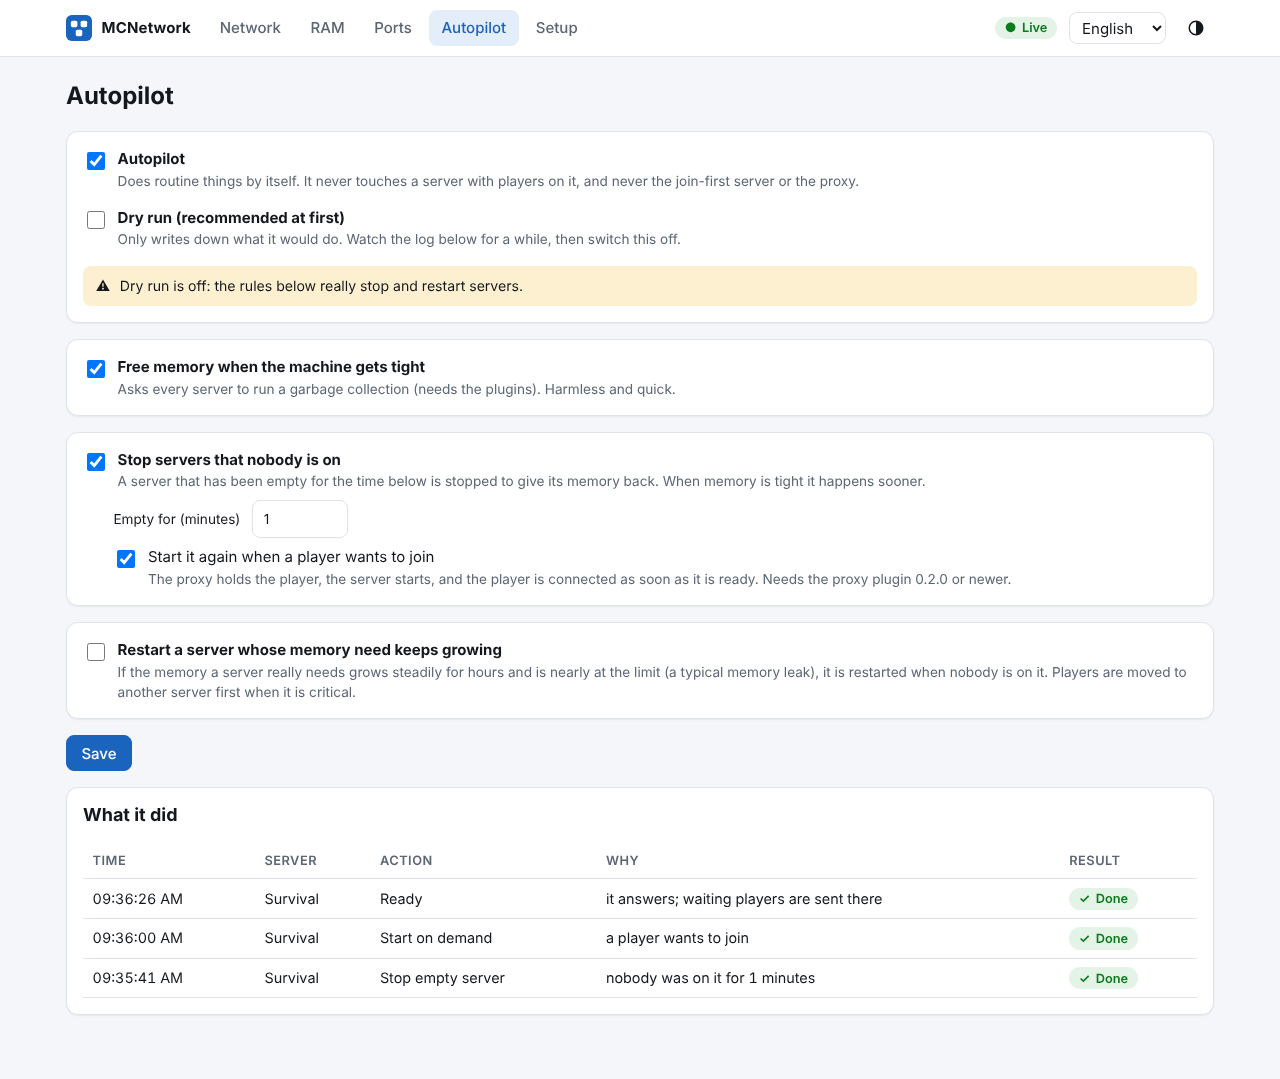 MCNetwork
Network
RAM
Ports
Autopilot
Setup
Live
English
Autopilot
Autopilot
Does routine things by itself. It never touches a server with players on it, and never the join-first server or the proxy.
Dry run (recommended at first)
Only writes down what it would do. Watch the log below for a while, then switch this off.
Dry run is off: the rules below really stop and restart servers.
Free memory when the machine gets tight
Asks every server to run a garbage collection (needs the plugins). Harmless and quick.
Stop servers that nobody is on
A server that has been empty for the time below is stopped to give its memory back. When memory is tight it happens sooner.
Empty for (minutes) 1
Start it again when a player wants to join
The proxy holds the player, the server starts, and the player is connected as soon as it is ready. Needs the proxy plugin 0.2.0 or newer.
Restart a server whose memory need keeps growing
If the memory a server really needs grows steadily for hours and is nearly at the limit (a typical memory leak), it is restarted when nobody is on it. Players are moved to
another server first when it is critical.
Save
What it did
TIME SERVER ACTION WHY RESULT
09:36:26 AM Survival Ready it answers; waiting players are sent there Done
09:36:00 AM Survival Start on demand a player wants to join Done
09:35:41 AM Survival Stop empty server nobody was on it for 1 minutes Done